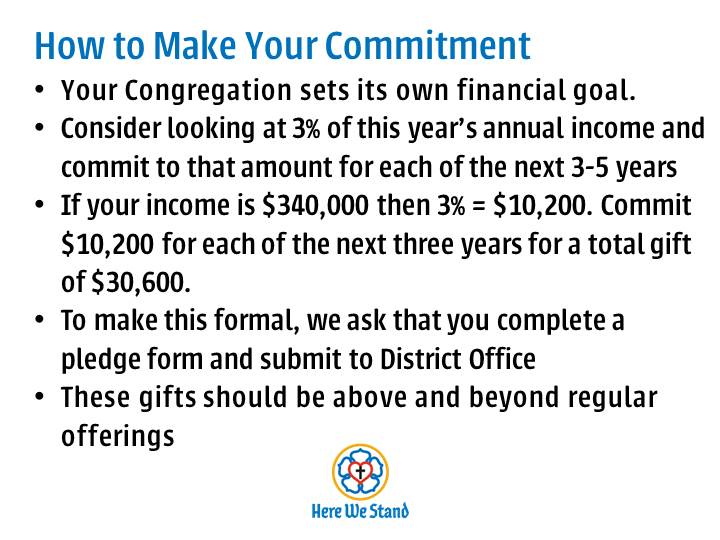 How to Make Your Commitment
• Your Congregation sets its own financial goal.
• Consider looking at 3% of this year's annual income and
commit to that amount for each of the next 3-5 years
• If your income is $340,000 then 3% = $10,200. Commit
$10,200 for each of the next three years for a total gift
of $30,600.
• To make this formal, we ask that you complete a
pledge form and submit to District Office
• These gifts should be above and beyond regular
offerings
Here We Stand